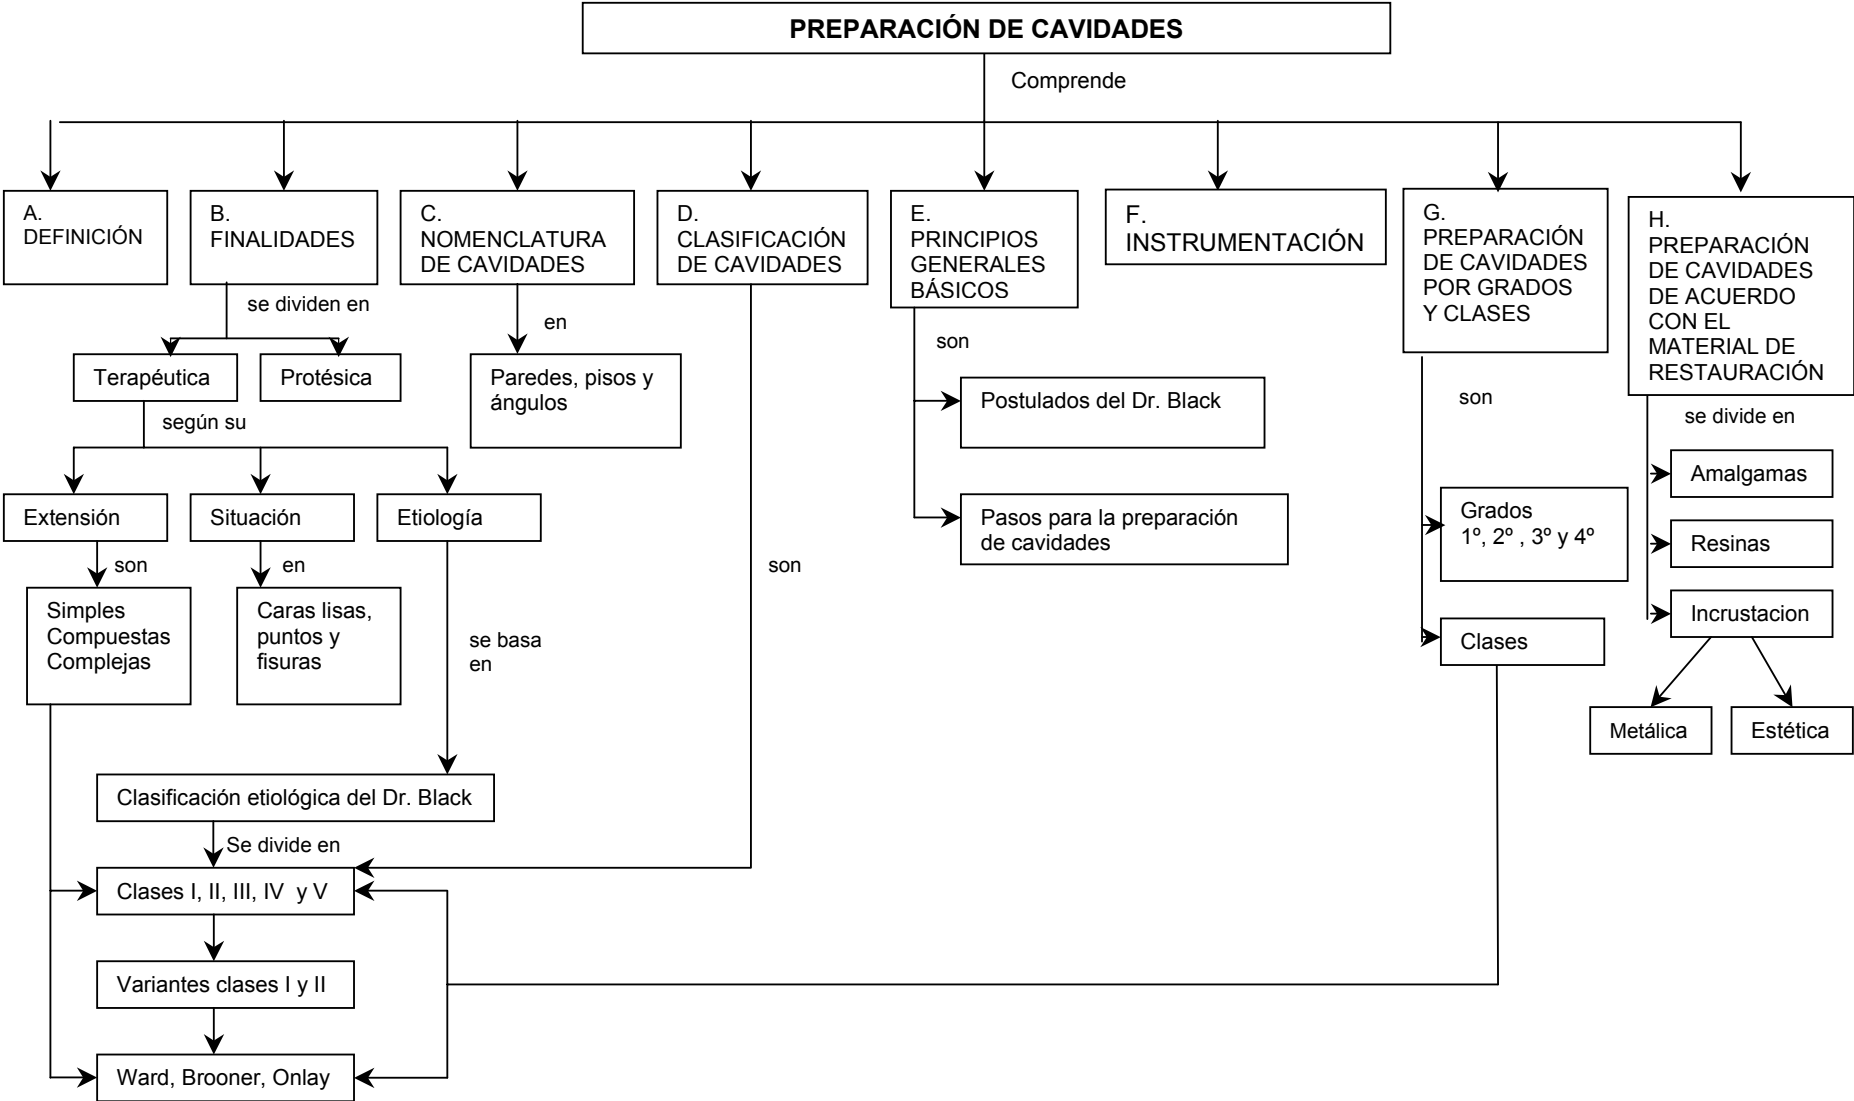 PREPARACIÓN DE CAVIDADES
Comprende
A.
DEFINICIÓN
B.
FINALIDADES
C.
NOMENCLATURA
DE CAVIDADES
D.
CLASIFICACIÓN
DE CAVIDADES
E.
PRINCIPIOS
GENERALES
BÁSICOS
F.
INSTRUMENTACIÓN
G.
PREPARACIÓN
DE CAVIDADES
POR GRADOS
Y CLASES
H.
PREPARACIÓN
DE CAVIDADES
DE ACUERDO
CON EL
MATERIAL DE
RESTAURACIÓN
se dividen en
en
son
son
se divide en
Terapéutica
Protésica
Paredes, pisos y
ángulos
Postulados del Dr. Black
según su
Amalgamas
Extensión
Situación
Etiología
Pasos para la preparación
de cavidades
Grados
1º, 2º , 3º y 4º
Resinas
son
en
son
Simples
Compuestas
Complejas
Caras lisas,
puntos y
fisuras
se basa
en
Clases
Incrustacion
Metálica
Estética
Clasificación etiológica del Dr. Black
Se divide en
Clases I, II, III, IV y V
Variantes clases I y II
Ward, Brooner, Onlay